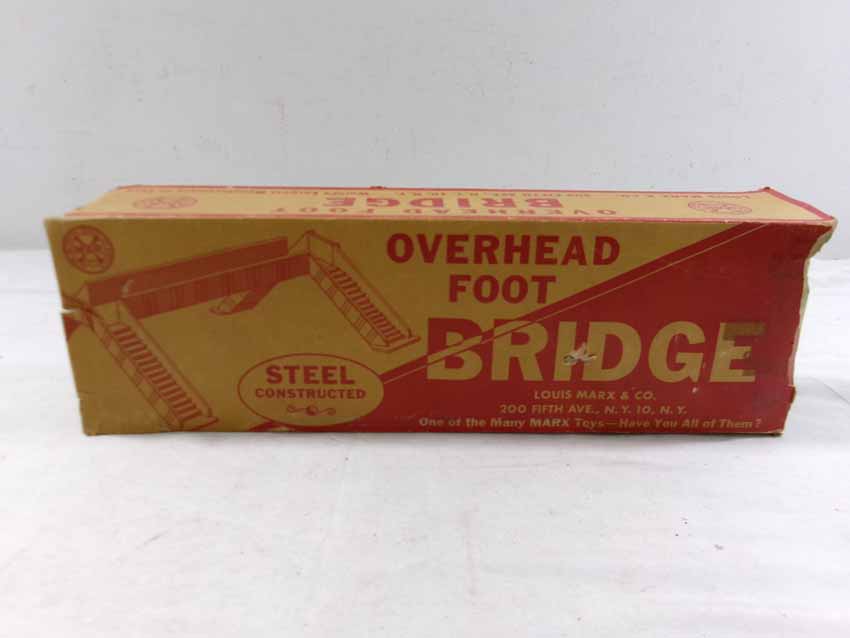 OVERHEAD FOOT
BRIDGE
OVERHEAD
FOOT
BRIDGE
STEEL
CONSTRUCTED
LOUIS MARX & CO.
200 FIFTH AVE., N.Y. 10, N.Y.
One of the Many MARX Toys—Have You All of Them?